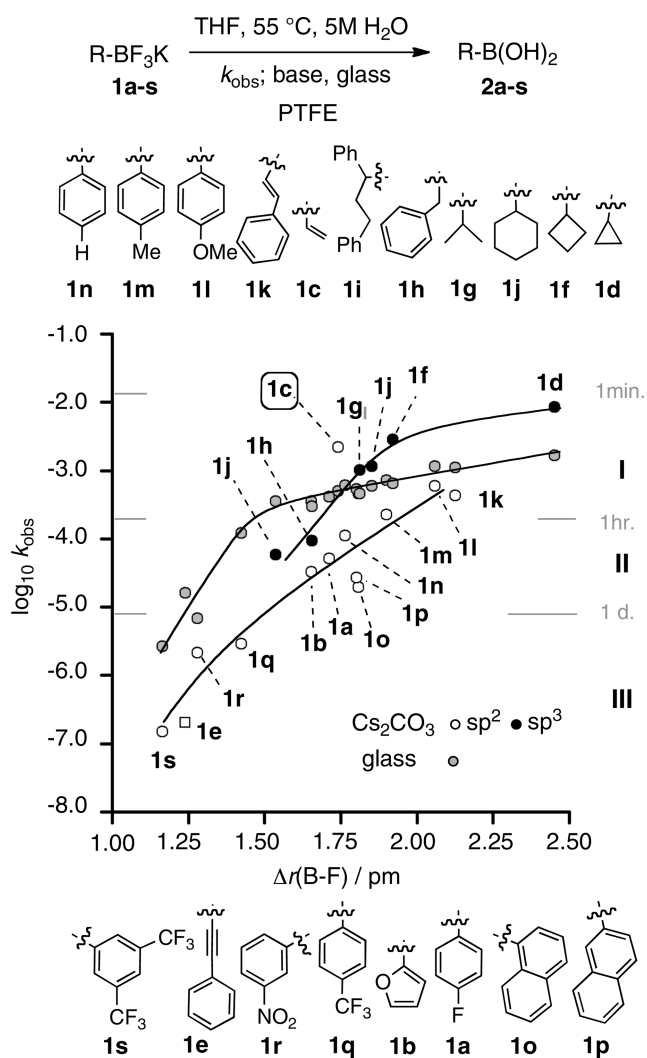 THF, 55 °C, 5M H₂O
R-BF₃K
R-B(OH)₂
1a-s
k_obs; base, glass
2a-s
PTFE
Ph
Ph
H
Me
OMe
1n 1m 1l 1k 1c 1i 1h 1g 1j 1f 1d
-1.0
-2.0
-3.0
-4.0
-5.0
-6.0
-7.0
-8.0
log₁₀ k_obs
1c
1g
1j
1f
1d
1min.
1j
1h
I
1k
1hr.
1l
1m
II
1n
1p
1 d.
1b
1a
1o
1q
1r
III
1e
1s
Cs₂CO₃ sp² sp³
glass
1.00 1.25 1.50 1.75 2.00 2.25 2.50
Δr(B-F) / pm
CF₃
CF₃
NO₂
CF₃
O
F
1s 1e 1r 1q 1b 1a 1o 1p